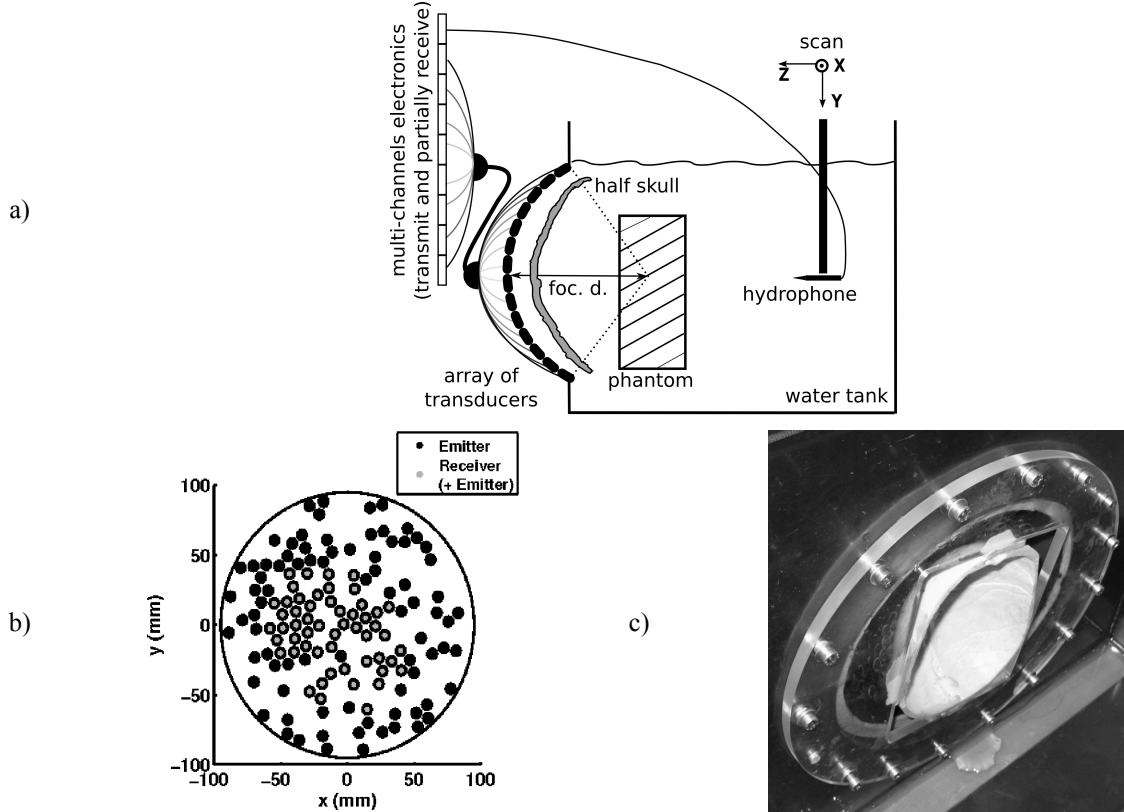 a)
multi-channels electronics
(transmit and partially receive)
scan
X
Z
Y
half skull
foc. d.
hydrophone
array of
transducers
phantom
water tank
b)
Emitter
Receiver
(+ Emitter)
100
50
0
−50
−100
y (mm)
−100
−50
0
50
100
x (mm)
c)